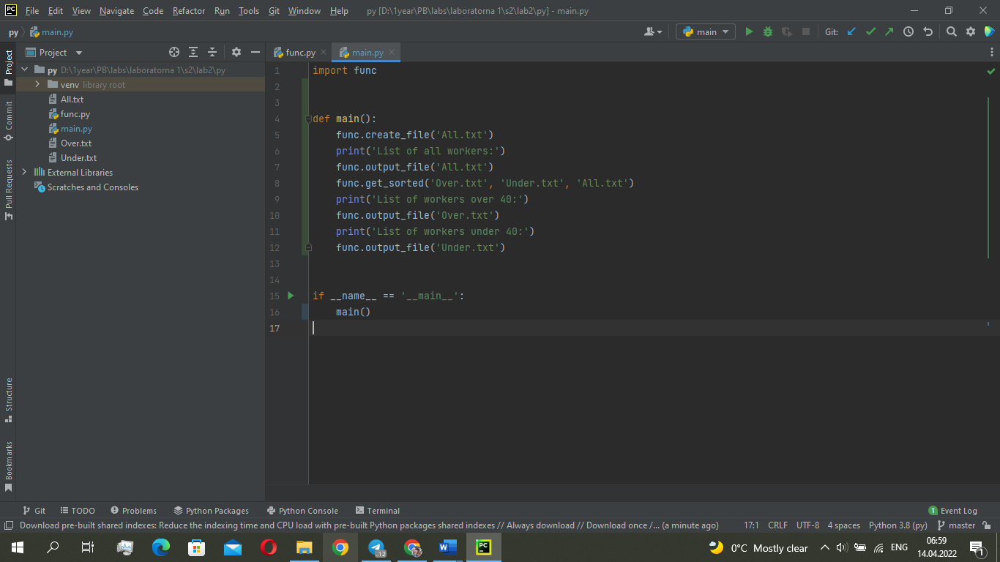 PC File Edit View Navigate Code Refactor Run Tools Git Window Help py [D:\1year\PB\labs\laboratorna 1\s2\lab2\py] - main.py
py main.py main Git:
Project func.py main.py
Project
Commit
Pull Requests
Structure
Bookmarks
py D:\1year\PB\labs\laboratorna 1\s2\lab2\py
venv library root
All.txt
func.py
main.py
Over.txt
Under.txt
External Libraries
Scratches and Consoles
1 import func
2
3
4 def main():
5 func.create_file('All.txt')
6 print('List of all workers:')
7 func.output_file('All.txt')
8 func.get_sorted('Over.txt', 'Under.txt', 'All.txt')
9 print('List of workers over 40:')
10 func.output_file('Over.txt')
11 print('List of workers under 40:')
12 func.output_file('Under.txt')
13
14
15 if __name__ == '__main__':
16 main()
17
Git TODO Problems Python Packages Python Console Terminal 1 Event Log
Download pre-built shared indexes: Reduce the indexing time and CPU load with pre-built Python packages shared indexes // Always download // Download once /... (a minute ago) 17:1 CRLF UTF-8 4 spaces Python 3.8 (py) master
12 W PC 0°C Mostly clear ENG 06:59
14.04.2022 1